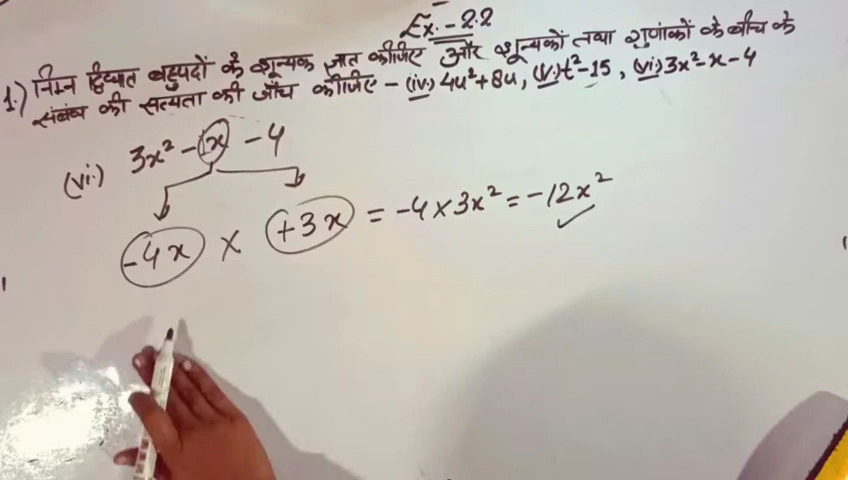 Ex. - 2.2
1.) निम्न द्विघात बहुपदों के शून्यक ज्ञात कीजिए और शून्यकों तथा गुणांकों के बीच के
संबंध की सत्यता की जाँच कीजिए - (iv.) 4u²+8u, (v.) t²-15, (vi) 3x²-x-4
(vi.) 3x² - 1x - 4
-4x × +3x = -4×3x² = -12x²